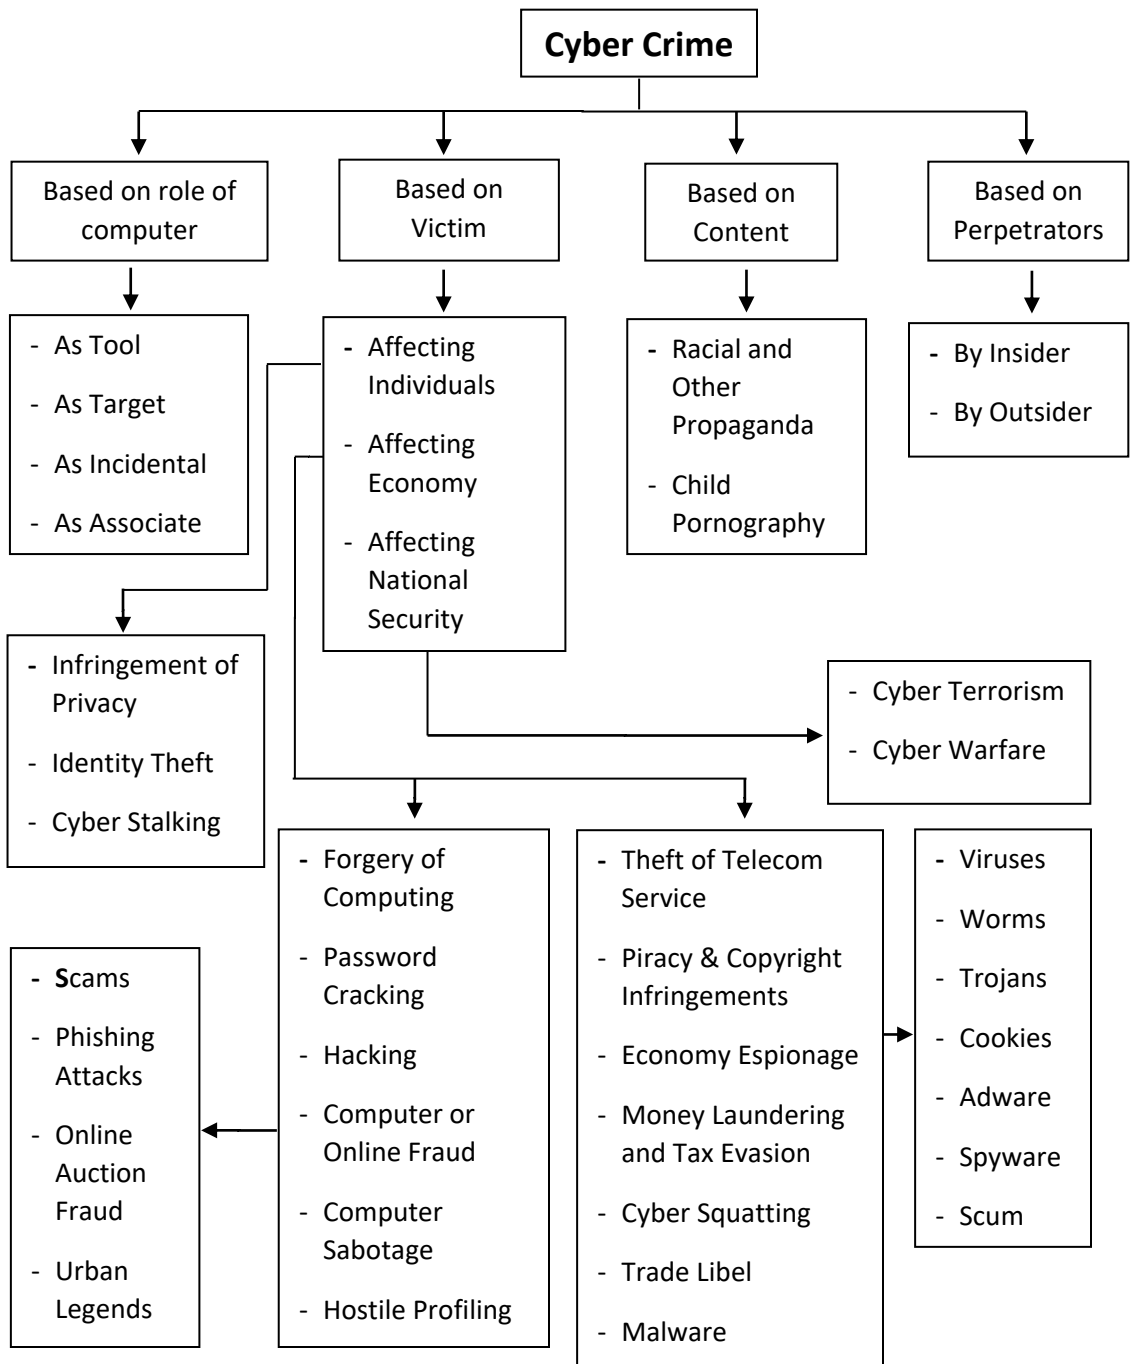 Cyber Crime
Based on role of
computer
Based on
Victim
Based on
Content
Based on
Perpetrators
- As Tool
- As Target
- As Incidental
- As Associate
- Affecting
Individuals
- Affecting
Economy
- Affecting
National
Security
- Racial and
Other
Propaganda
- Child
Pornography
- By Insider
- By Outsider
- Infringement of
Privacy
- Identity Theft
- Cyber Stalking
- Cyber Terrorism
- Cyber Warfare
- Scams
- Phishing
Attacks
- Online
Auction
Fraud
- Urban
Legends
- Forgery of
Computing
- Password
Cracking
- Hacking
- Computer or
Online Fraud
- Computer
Sabotage
- Hostile Profiling
- Theft of Telecom
Service
- Piracy & Copyright
Infringements
- Economy Espionage
- Money Laundering
and Tax Evasion
- Cyber Squatting
- Trade Libel
- Malware
- Viruses
- Worms
- Trojans
- Cookies
- Adware
- Spyware
- Scum